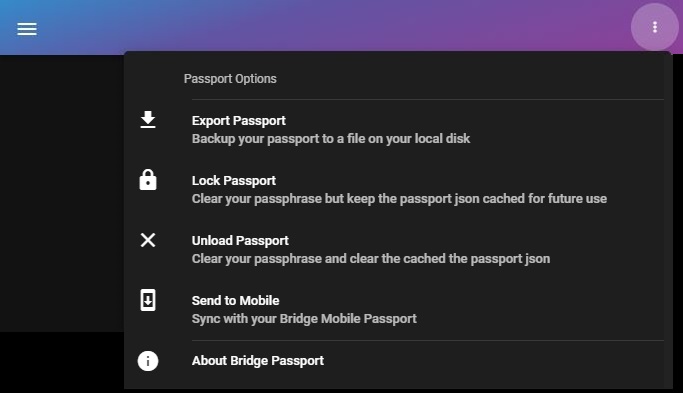 Passport Options
Export Passport
Backup your passport to a file on your local disk
Lock Passport
Clear your passphrase but keep the passport json cached for future use
Unload Passport
Clear your passphrase and clear the cached the passport json
Send to Mobile
Sync with your Bridge Mobile Passport
About Bridge Passport